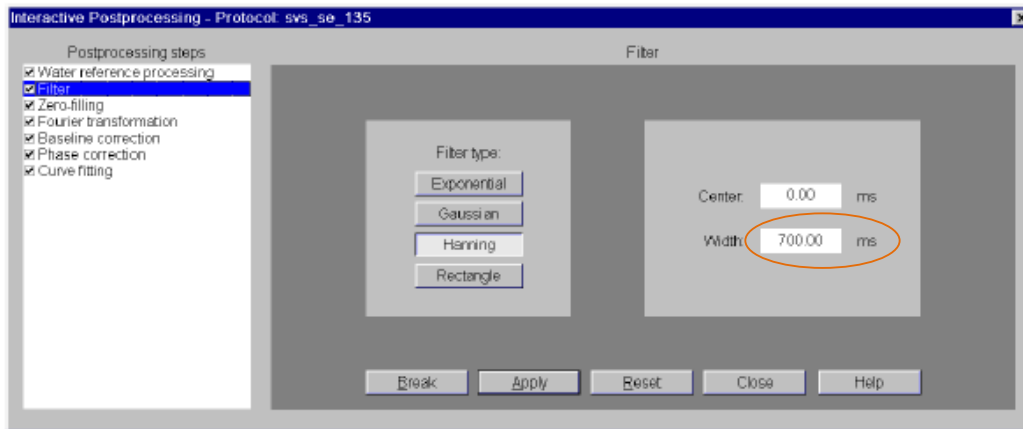 Interactive Postprocessing - Protocol: svs_se_135
Postprocessing steps
Water reference processing
Filter
Zero-filling
Fourier transformation
Baseline correction
Phase correction
Curve fitting
Filter
Filter type:
Exponential
Gaussian
Hanning
Rectangle
Center: 0.00 ms
Width: 700.00 ms
Break Apply Reset Close Help